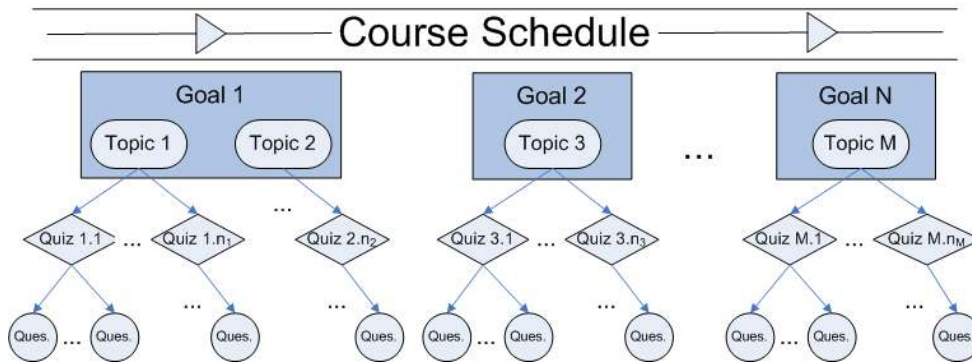 Course Schedule
Goal 1
Goal 2
Goal N
Topic 1
Topic 2
Topic 3
...
Topic M
...
Quiz 1.1
...
Quiz 1.n₁
Quiz 2.n₂
Quiz 3.1
...
Quiz 3.n₃
Quiz M.1
...
Quiz M.n_M
...
...
...
...
Ques.
...
Ques.
Ques.
Ques.
Ques.
...
Ques.
Ques.
Ques.
...
Ques.
Ques.